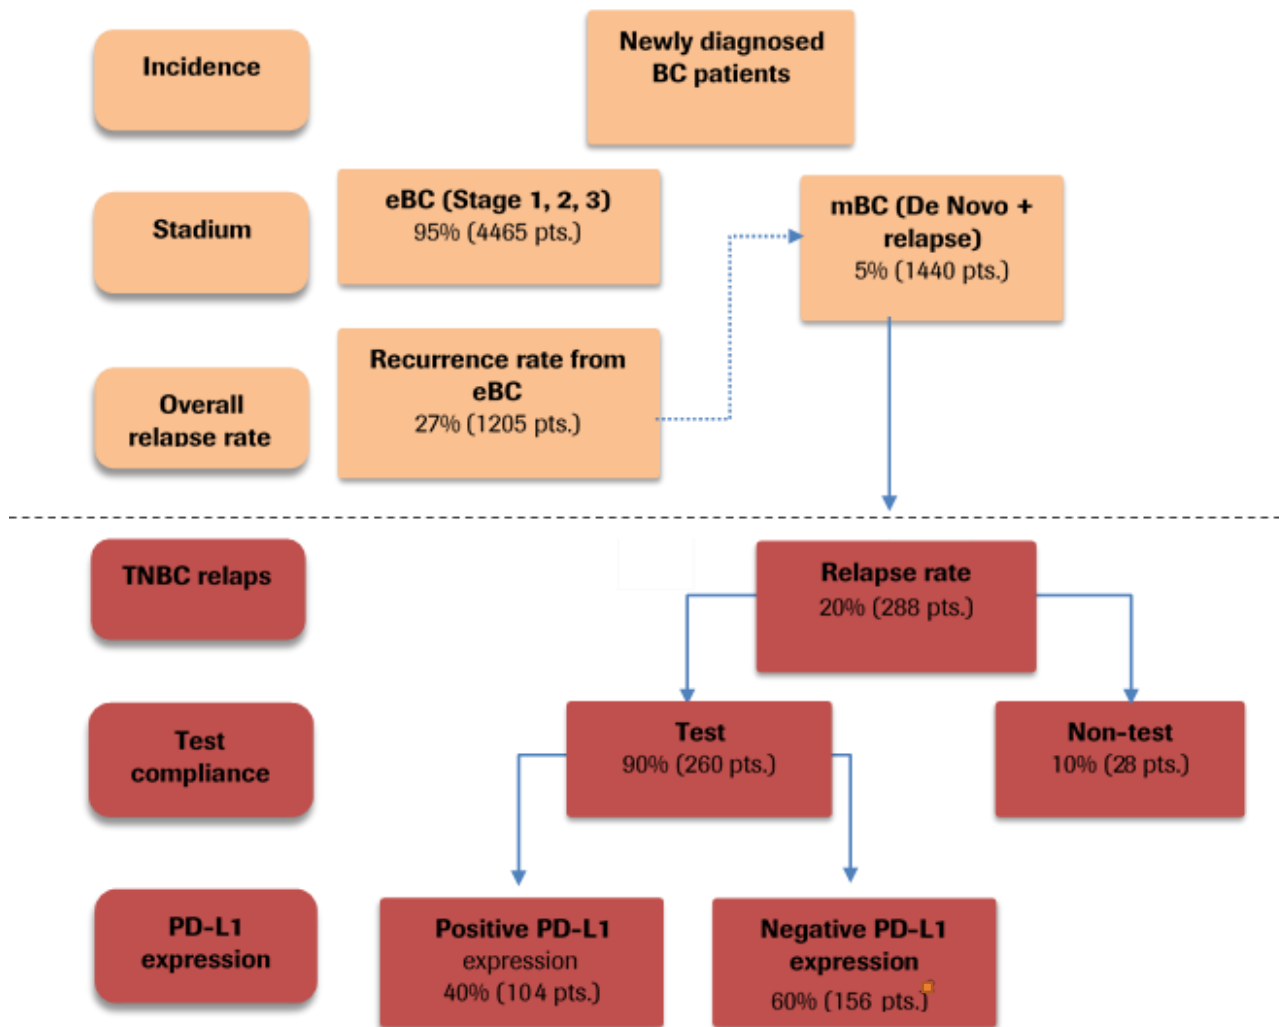 Incidence
Newly diagnosed
BC patients
Stadium
eBC (Stage 1, 2, 3)
95% (4465 pts.)
mBC (De Novo +
relapse)
5% (1440 pts.)
Overall
relapse rate
Recurrence rate from
eBC
27% (1205 pts.)
TNBC relaps
Relapse rate
20% (288 pts.)
Test
compliance
Test
90% (260 pts.)
Non-test
10% (28 pts.)
PD-L1
expression
Positive PD-L1
expression
40% (104 pts.)
Negative PD-L1
expression
60% (156 pts.)